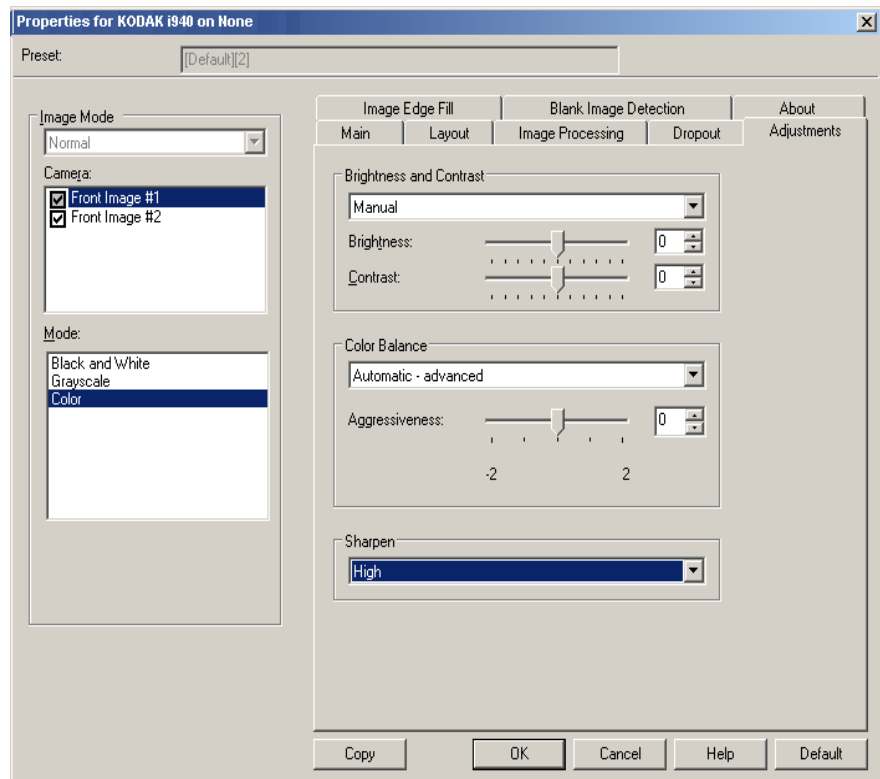 Properties for KODAK i940 on None
Preset:
[Default][2]
Image Mode
Normal
Camera:
Front Image #1
Front Image #2
Mode:
Black and White
Grayscale
Color
Image Edge Fill
Blank Image Detection
About
Main
Layout
Image Processing
Dropout
Adjustments
Brightness and Contrast
Manual
Brightness:
0
Contrast:
0
Color Balance
Automatic - advanced
Aggressiveness:
0
-2
2
Sharpen
High
Copy
OK
Cancel
Help
Default